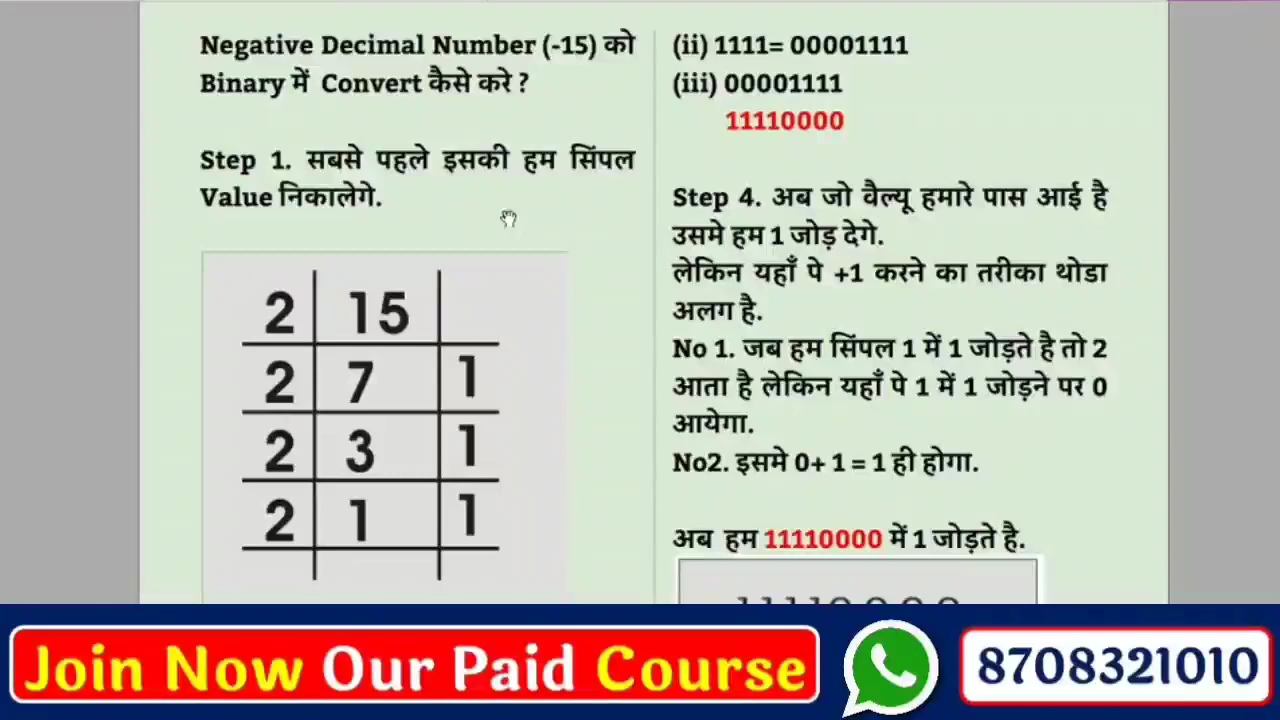 Negative Decimal Number (-15) को
Binary में Convert कैसे करे ?
Step 1. सबसे पहले इसकी हम सिंपल
Value निकालेगे.
2 15
2 7 1
2 3 1
2 1 1
(ii) 1111= 00001111
(iii) 00001111
11110000
Step 4. अब जो वैल्यू हमारे पास आई है
उसमे हम 1 जोड़ देगे.
लेकिन यहाँ पे +1 करने का तरीका थोडा
अलग है.
No 1. जब हम सिंपल 1 में 1 जोड़ते है तो 2
आता है लेकिन यहाँ पे 1 में 1 जोड़ने पर 0
आयेगा.
No2. इसमे 0+ 1 = 1 ही होगा.
अब हम 11110000 में 1 जोड़ते है.
Join Now Our Paid Course
8708321010